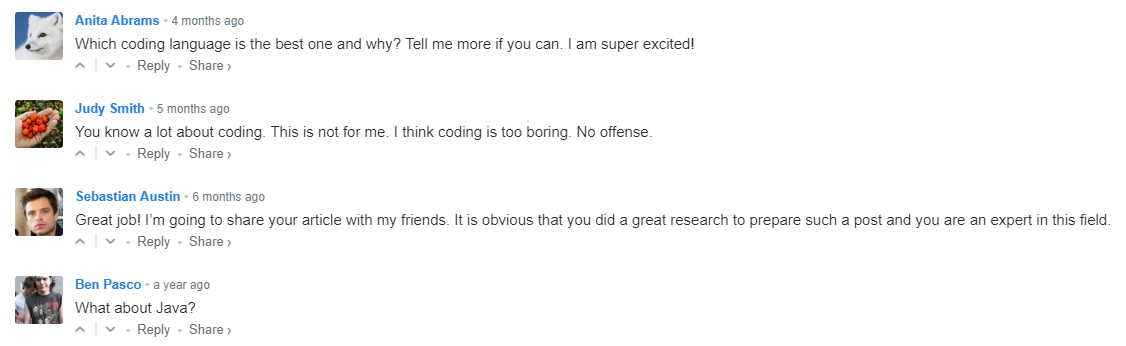 Anita Abrams • 4 months ago
Which coding language is the best one and why? Tell me more if you can. I am super excited!
Reply • Share ›
Judy Smith • 5 months ago
You know a lot about coding. This is not for me. I think coding is too boring. No offense.
Reply • Share ›
Sebastian Austin • 6 months ago
Great job! I’m going to share your article with my friends. It is obvious that you did a great research to prepare such a post and you are an expert in this field.
Reply • Share ›
Ben Pasco • a year ago
What about Java?
Reply • Share ›